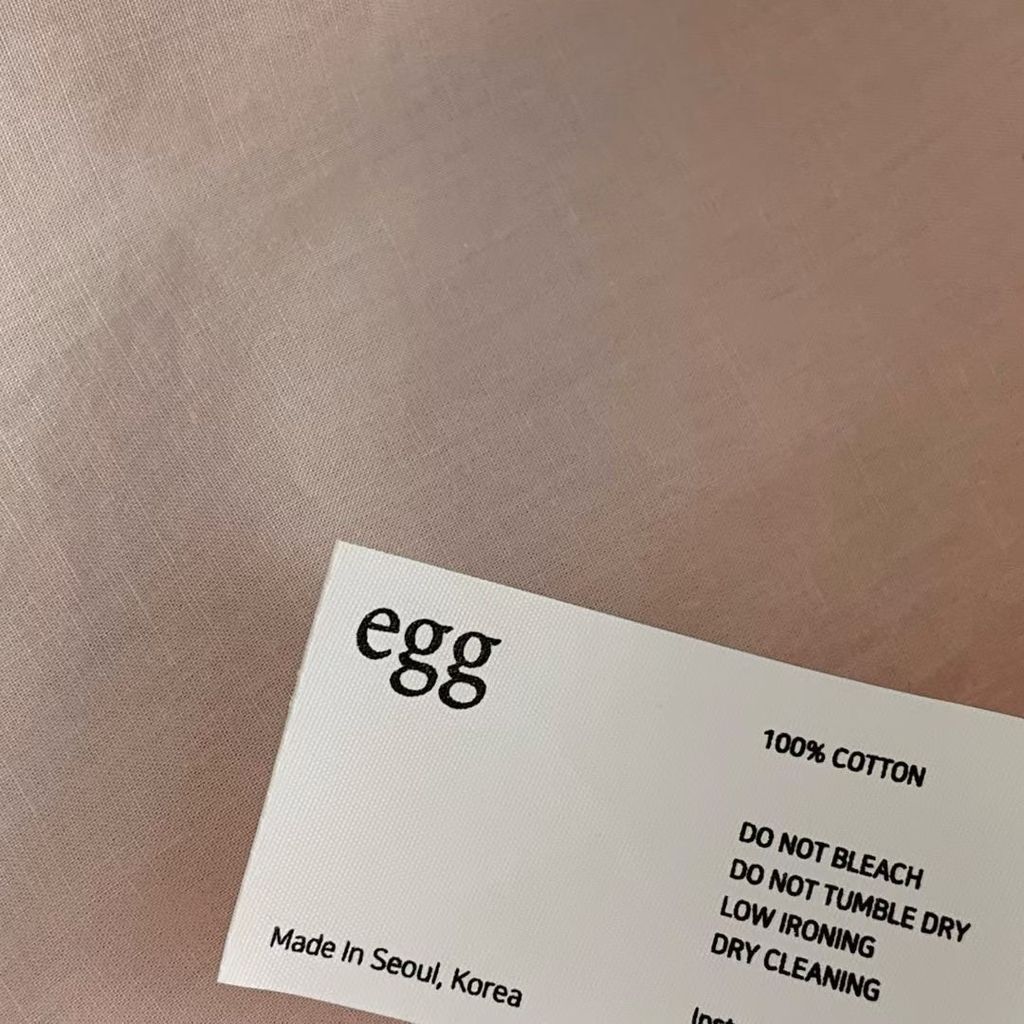 egg
100% COTTON
DO NOT BLEACH
DO NOT TUMBLE DRY
LOW IRONING
DRY CLEANING
Made In Seoul, Korea